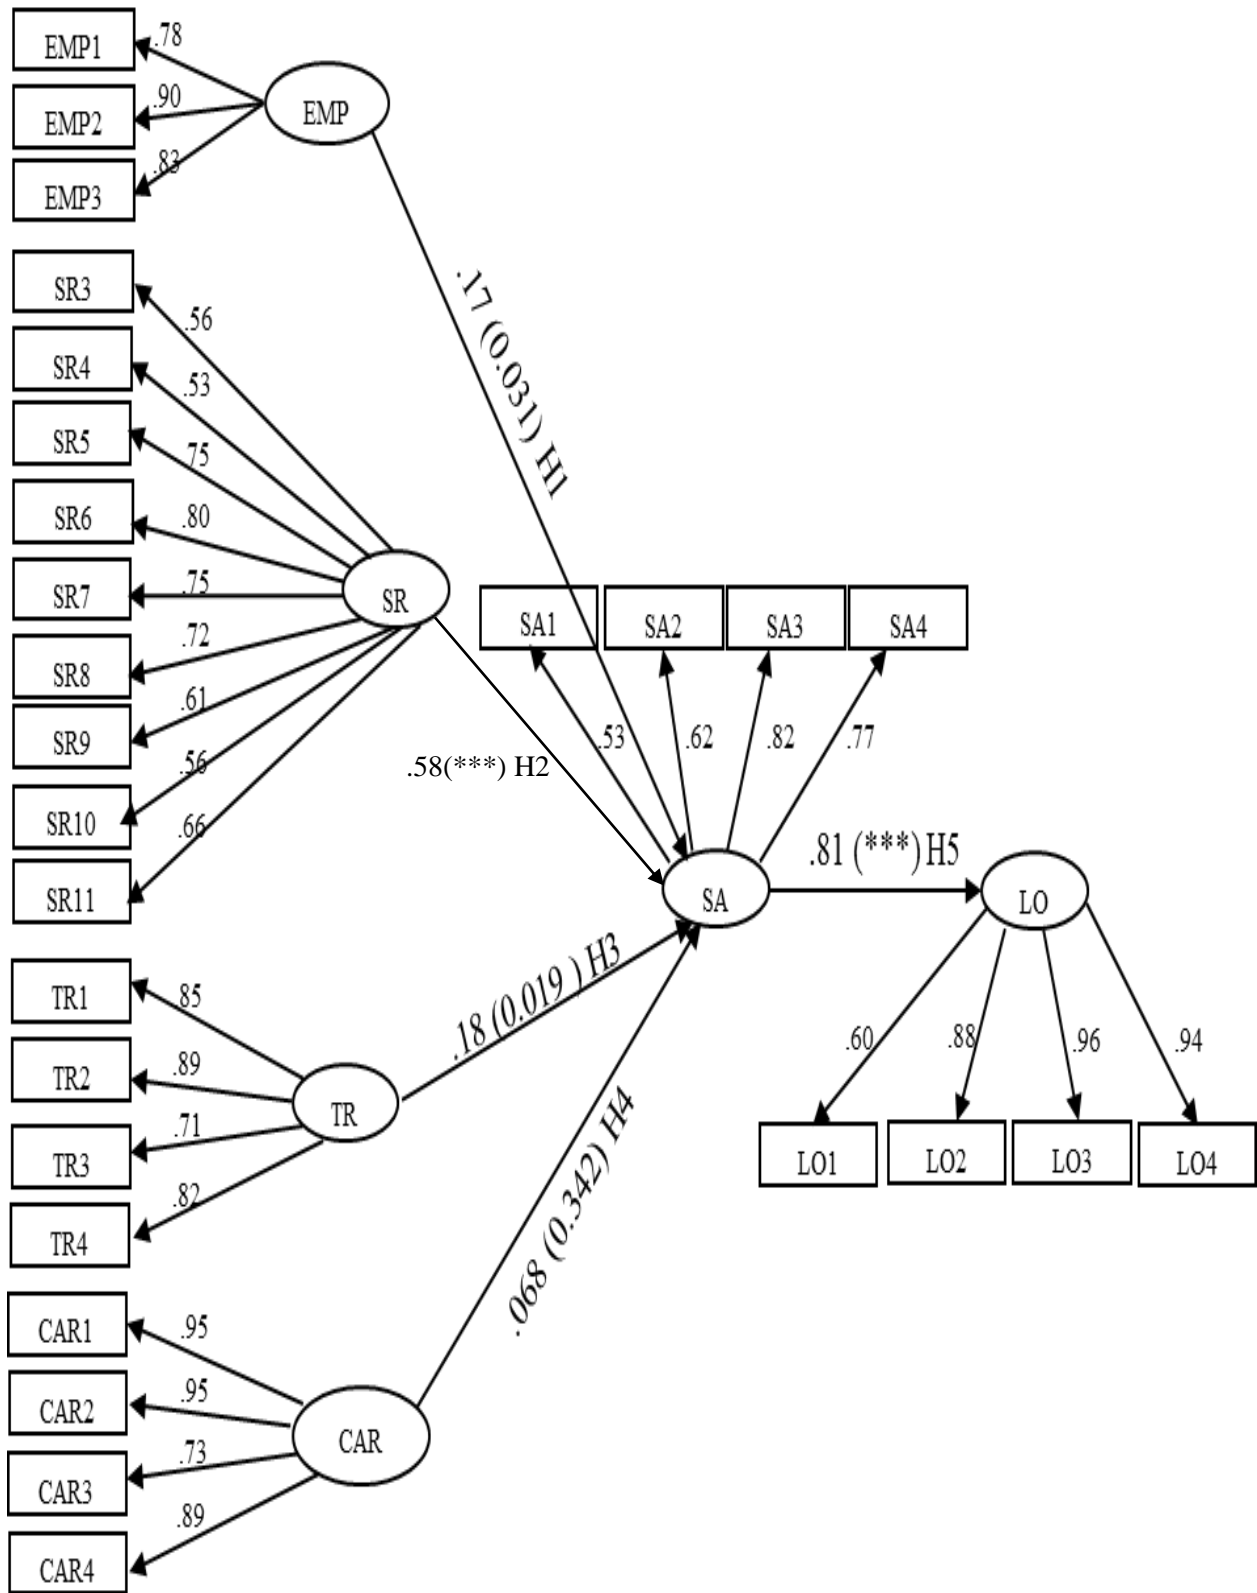 EMP1
.78
EMP2
.90
EMP3
.83
EMP
.17 (0.031) H1
SR3
.56
SR4
.53
SR5
.75
SR6
.80
SR7
.75
SR8
.72
SR9
.61
SR10
.56
SR11
.66
SR
.58(***) H2
SA1
SA2
SA3
SA4
.53
.62
.82
.77
SA
.81 (***) H5
LO
.60
.88
.96
.94
LO1
LO2
LO3
LO4
TR1
.85
TR2
.89
TR3
.71
TR4
.82
TR
.18 (0.019 ) H3
CAR1
.95
CAR2
.95
CAR3
.73
CAR4
.89
CAR
.068 (0.342) H4